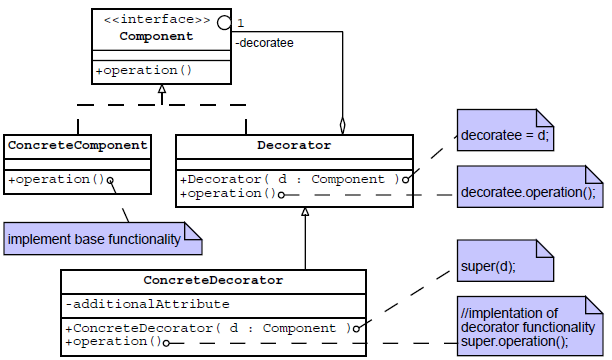 <<interface>>
Component
1
-decoratee
+operation()
ConcreteComponent
+operation()
Decorator
+Decorator( d : Component )
+operation()
decoratee = d;
decoratee.operation();
implement base functionality
ConcreteDecorator
-additionalAttribute
+ConcreteDecorator( d : Component )
+operation()
super(d);
//implentation of
decorator functionality
super.operation();